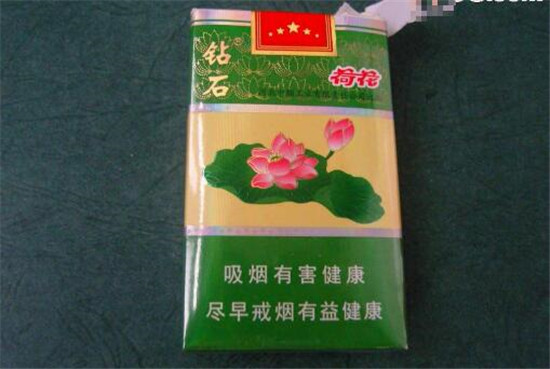 钻石
荷花
吸烟有害健康
尽早戒烟有益健康